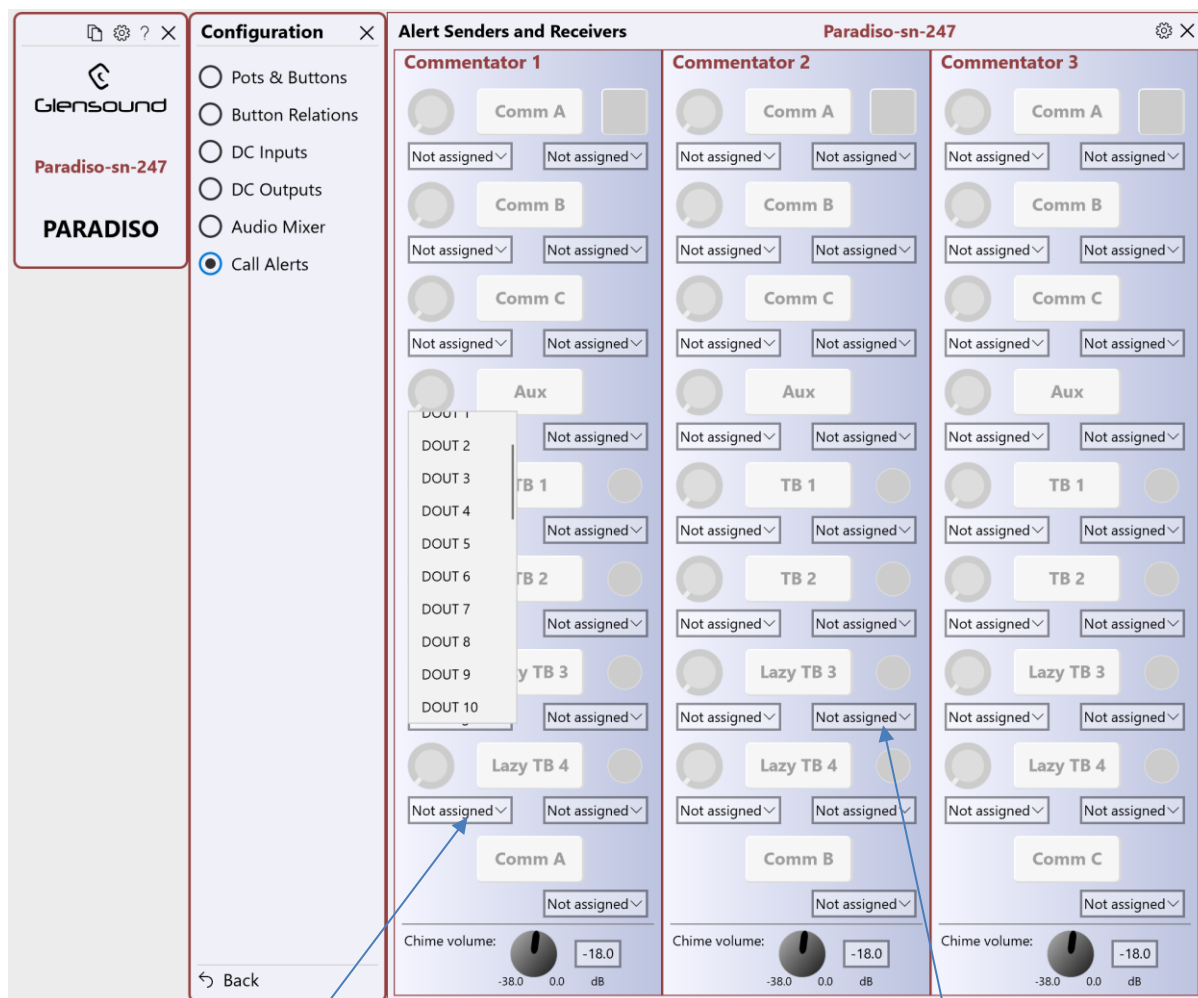 ?
Glensound
Paradiso-sn-247
PARADISO
Configuration
Pots & Buttons
Button Relations
DC Inputs
DC Outputs
Audio Mixer
Call Alerts
Back
Alert Senders and Receivers Paradiso-sn-247
Commentator 1 Commentator 2 Commentator 3
Comm A Comm A Comm A
Not assigned Not assigned Not assigned Not assigned Not assigned Not assigned
Comm B Comm B Comm B
Not assigned Not assigned Not assigned Not assigned Not assigned Not assigned
Comm C Comm C Comm C
Not assigned Not assigned Not assigned Not assigned Not assigned Not assigned
Aux Aux Aux
DOUT 1
Not assigned Not assigned Not assigned Not assigned Not assigned
DOUT 2
DOUT 3
TB 1 TB 1 TB 1
DOUT 4
Not assigned Not assigned Not assigned Not assigned Not assigned
DOUT 5
DOUT 6
TB 2 TB 2 TB 2
DOUT 7
Not assigned Not assigned Not assigned Not assigned Not assigned
DOUT 8
DOUT 9
y TB 3 Lazy TB 3 Lazy TB 3
DOUT 10
Not assigned Not assigned Not assigned Not assigned Not assigned
Lazy TB 4 Lazy TB 4 Lazy TB 4
Not assigned Not assigned Not assigned Not assigned Not assigned Not assigned
Comm A Comm B Comm C
Not assigned Not assigned Not assigned
Chime volume: -18.0 Chime volume: -18.0 Chime volume: -18.0
-38.0 0.0 dB -38.0 0.0 dB -38.0 0.0 dB